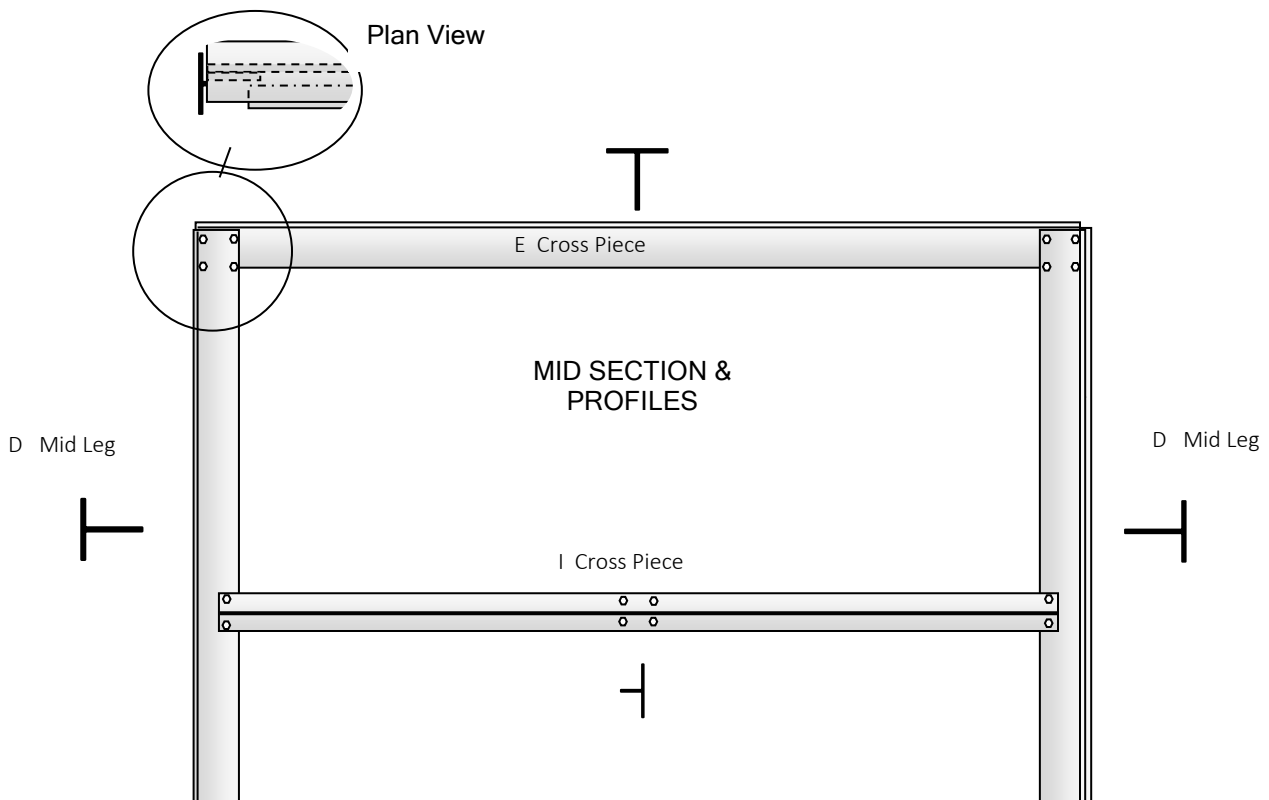 Plan View
E Cross Piece
MID SECTION &
PROFILES
D Mid Leg
D Mid Leg
I Cross Piece